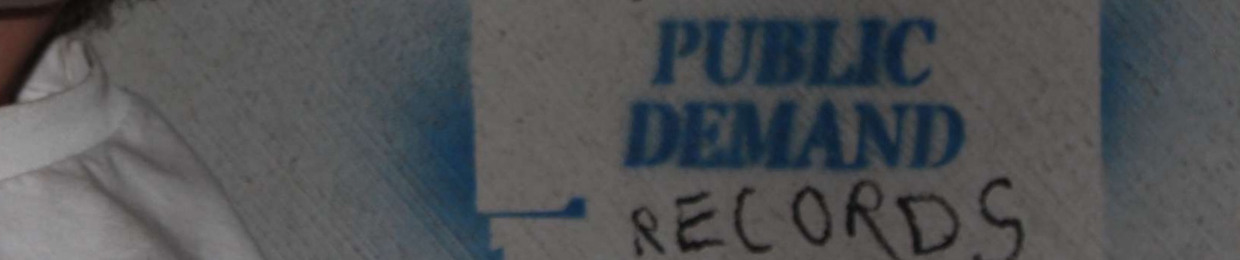 PUBLIC
DEMAND
RECORDS